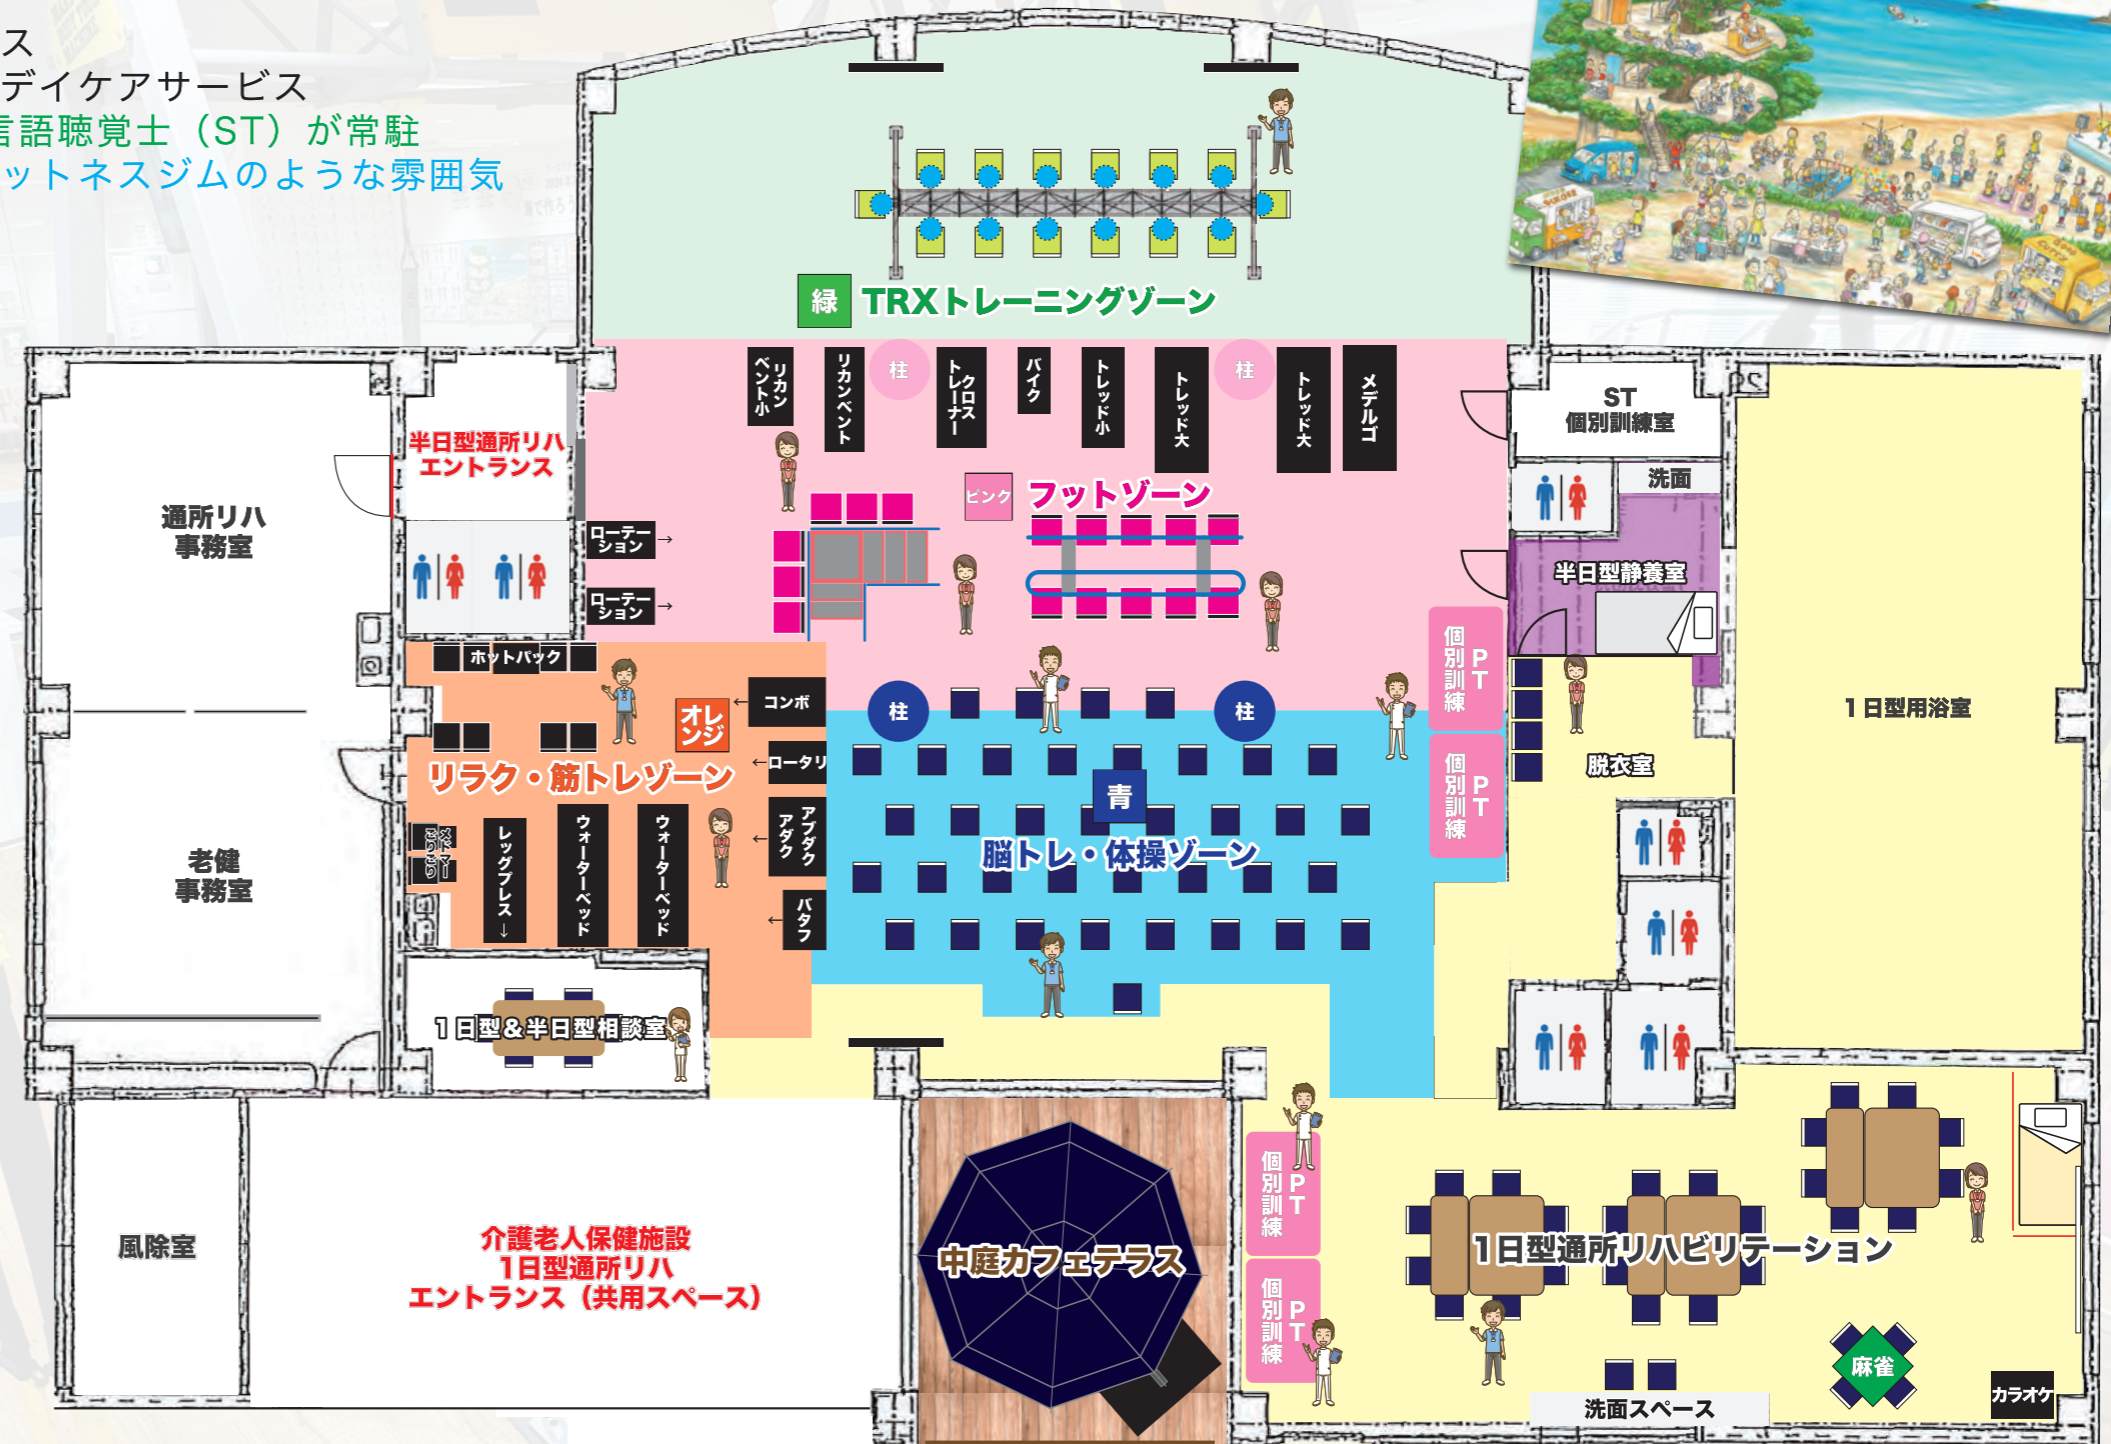 ス
デイケアサービス
言語聴覚士（ST）が常駐
ットネスジムのような雰囲気
緑
TRXトレーニングゾーン
リカン
ベント小
リカンベント
柱
クロス
トレーナー
バイク
トレッド小
トレッド大
柱
トレッド大
メデルゴ
ST
個別訓練室
半日型通所リハ
エントランス
洗面
ピンク
フットゾーン
通所リハ
事務室
ローテー
ション
→
ローテー
ション
→
半日型静養室
ホットパック
PT
個別訓練
コンボ
←
オレ
ンジ
柱
柱
1日型用浴室
←ロータリ
リラク・筋トレゾーン
PT
個別訓練
脱衣室
青
脳トレ・体操ゾーン
アブダク
アダク
←
メドマー
ごりごり
レッグプレス↓
ウォーターベッド
ウォーターベッド
バタフ
←
老健
事務室
1日型&半日型相談室
風除室
介護老人保健施設
1日型通所リハ
エントランス（共用スペース）
中庭カフェテラス
PT
個別訓練
PT
個別訓練
1日型通所リハビリテーション
麻雀
カラオケ
洗面スペース